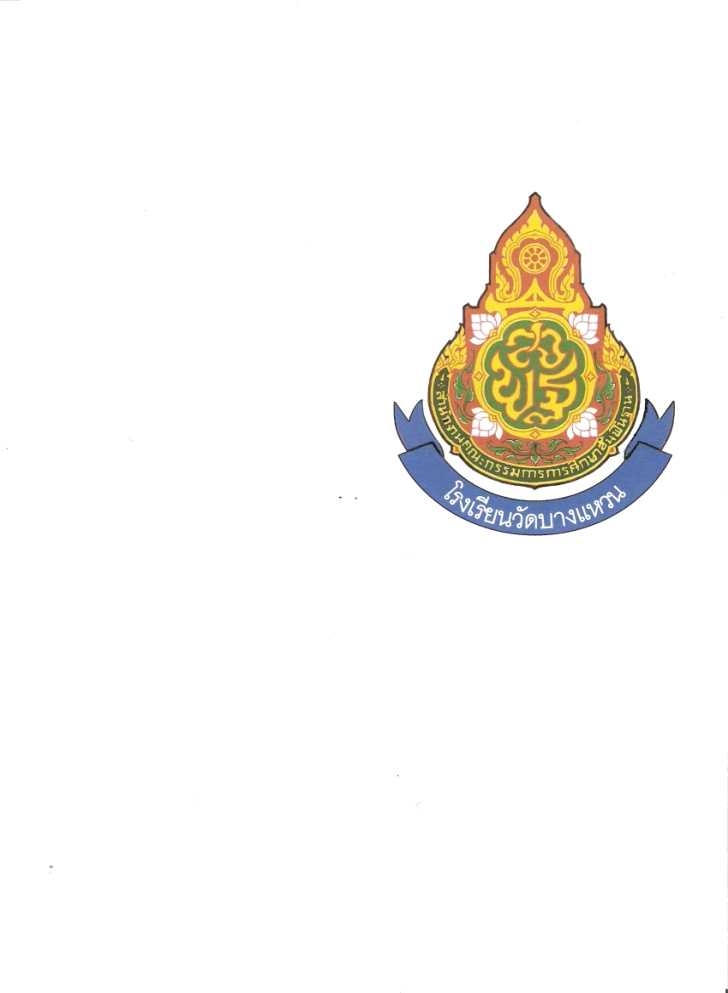 สำนักงานคณะกรรมการการศึกษาขั้นพื้นฐาน
โรงเรียนวัดบางแหวน